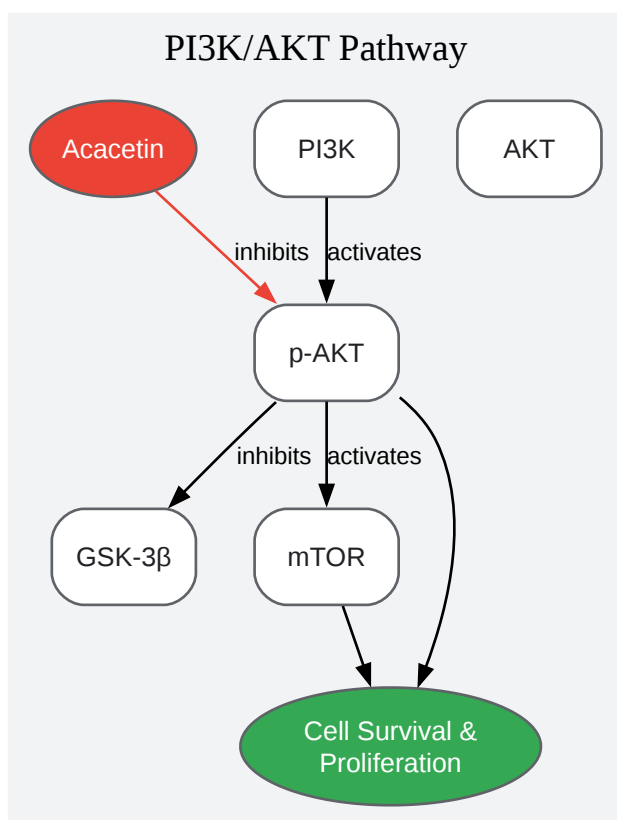 PI3K/AKT Pathway
Acacetin
PI3K
AKT
inhibits
activates
p-AKT
inhibits
activates
GSK-3β
mTOR
Cell Survival &
Proliferation